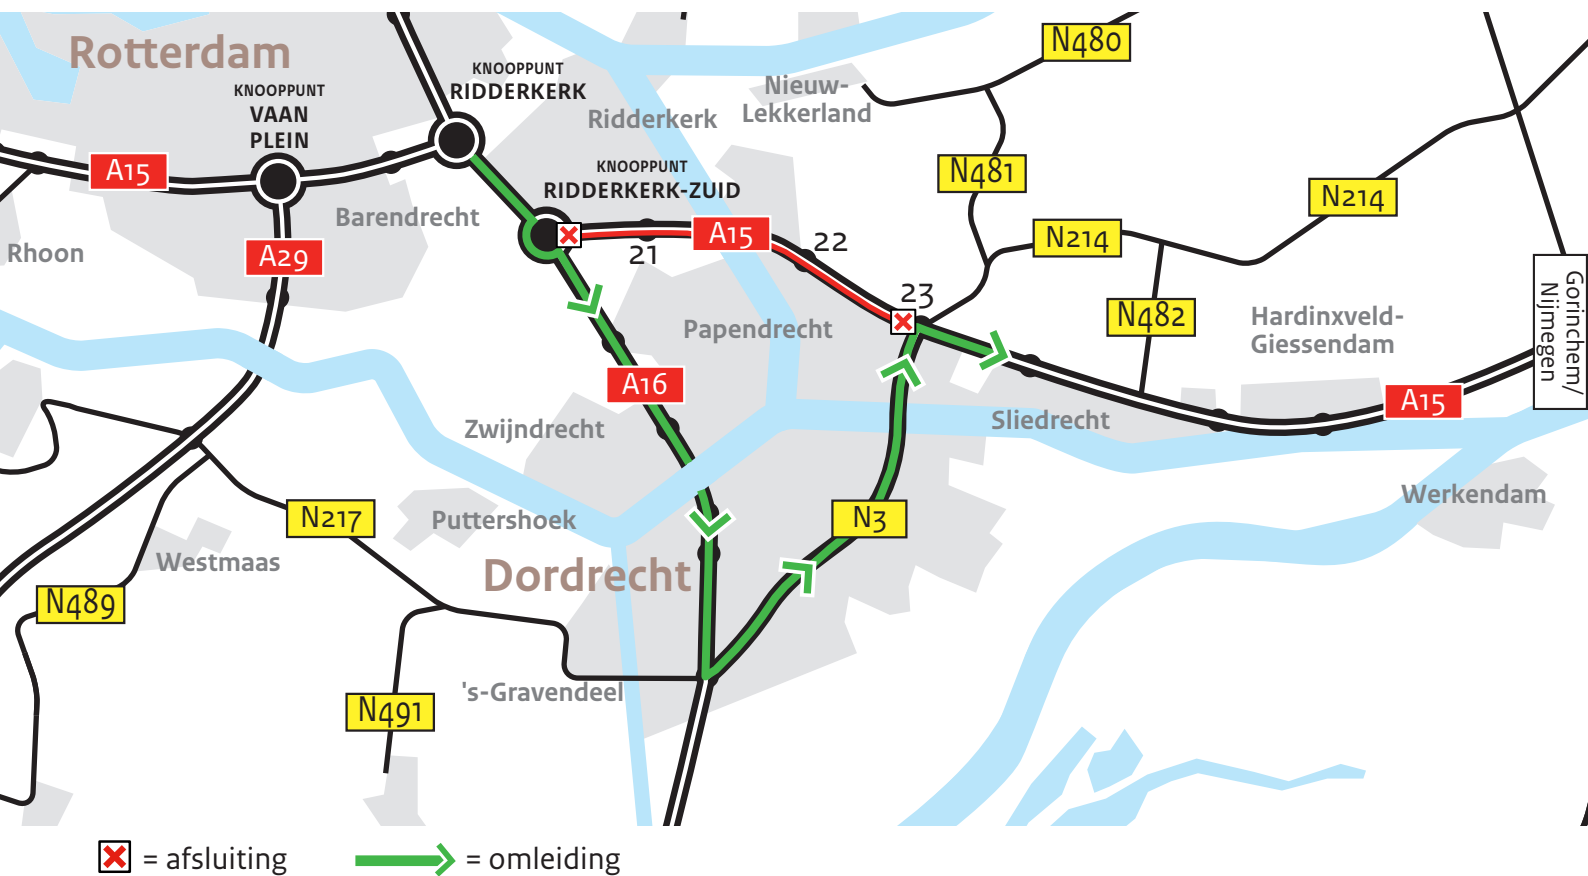 Rotterdam
KNOOPPUNT
VAAN
PLEIN
KNOOPPUNT
RIDDERKERK
Ridderkerk
Nieuw-
Lekkerland
N480
KNOOPPUNT
RIDDERKERK-ZUID
A15
N481
N214
Barendrecht
Rhoon
A29
21
A15
22
N214
23
N482
Papendrecht
Hardinxveld-
Giessendam
Gorinchem/
Nijmegen
A16
A15
Zwijndrecht
Sliedrecht
Werkendam
N217
Puttershoek
N3
Westmaas
Dordrecht
N489
's-Gravendeel
N491
= afsluiting
= omleiding